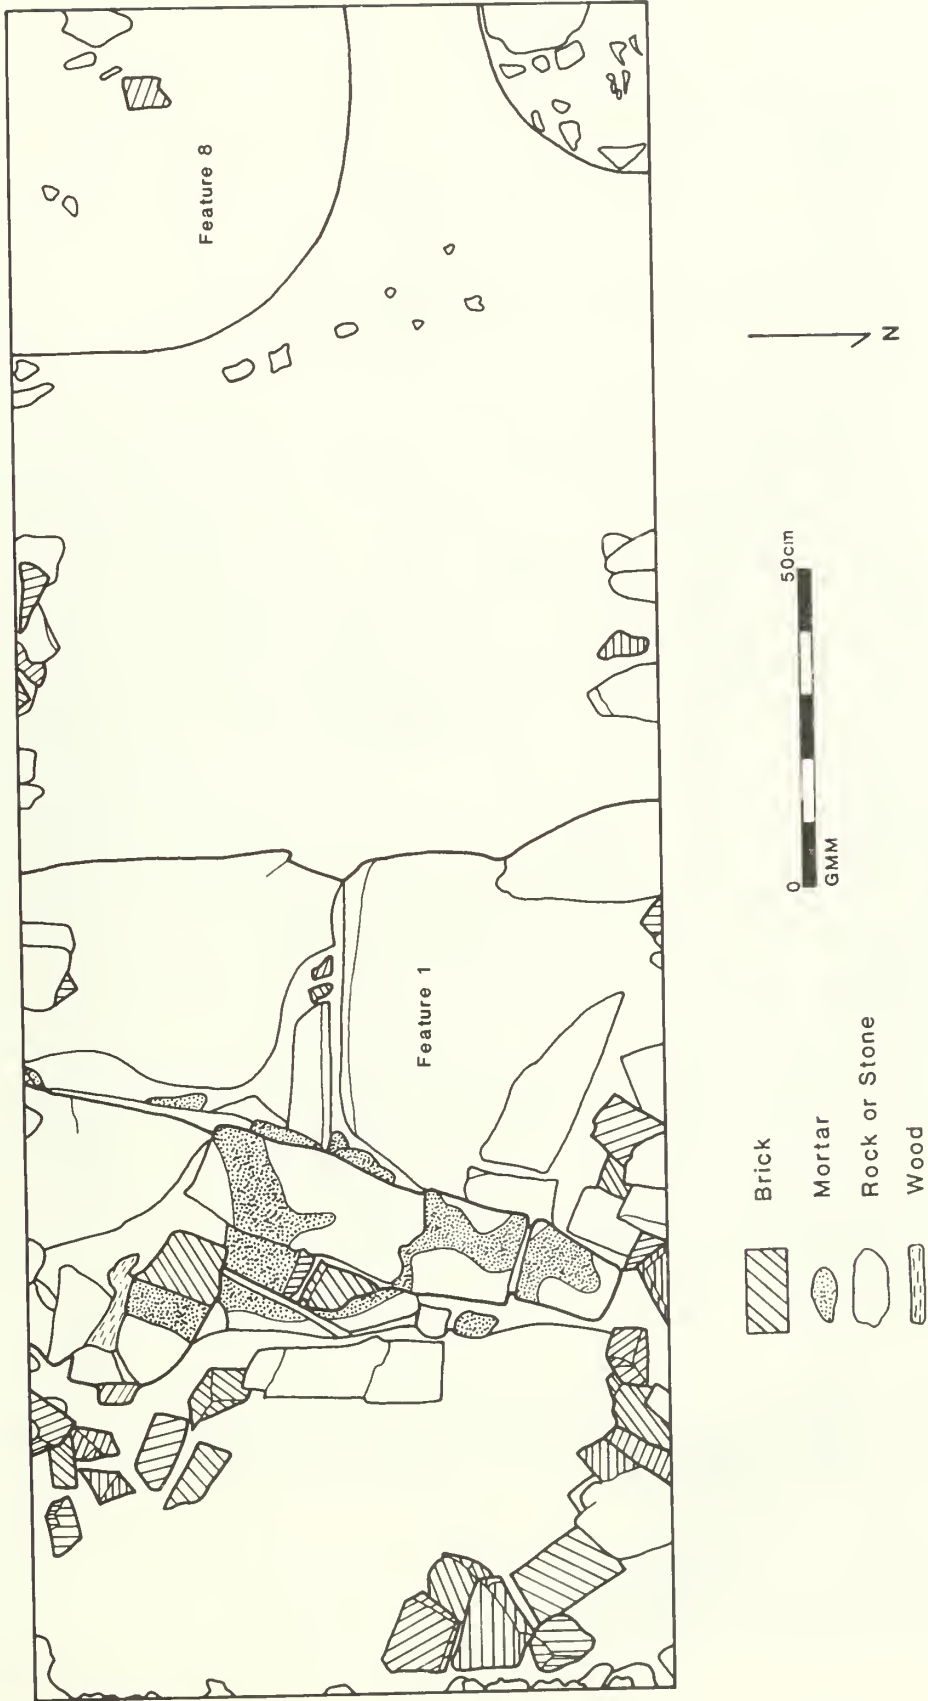 Feature 8
Feature 1
N
0
50cm
GMM
Brick
Mortar
Rock or Stone
Wood